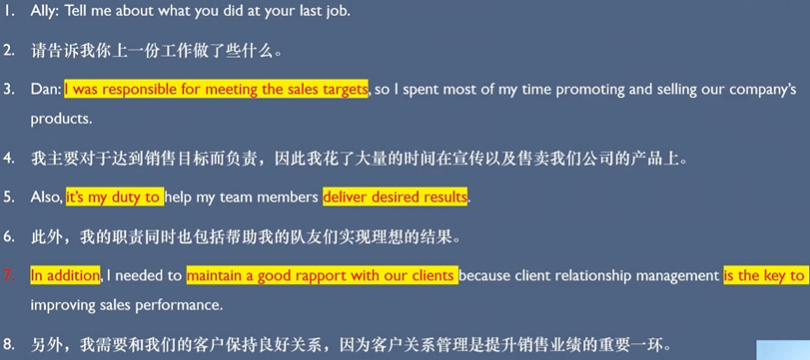 1. Ally: Tell me about what you did at your last job.
2. 请告诉我你上一份工作做了些什么。
3. Dan: I was responsible for meeting the sales targets, so I spent most of my time promoting and selling our company's
products.
4. 我主要对于达到销售目标而负责，因此我花了大量的时间在宣传以及售卖我们公司的产品上。
5. Also, it's my duty to help my team members deliver desired results.
6. 此外，我的职责同时也包括帮助我的队友们实现理想的结果。
7. In addition, I needed to maintain a good rapport with our clients because client relationship management is the key to
improving sales performance.
8. 另外，我需要和我们的客户保持良好关系，因为客户关系管理是提升销售业绩的重要一环。